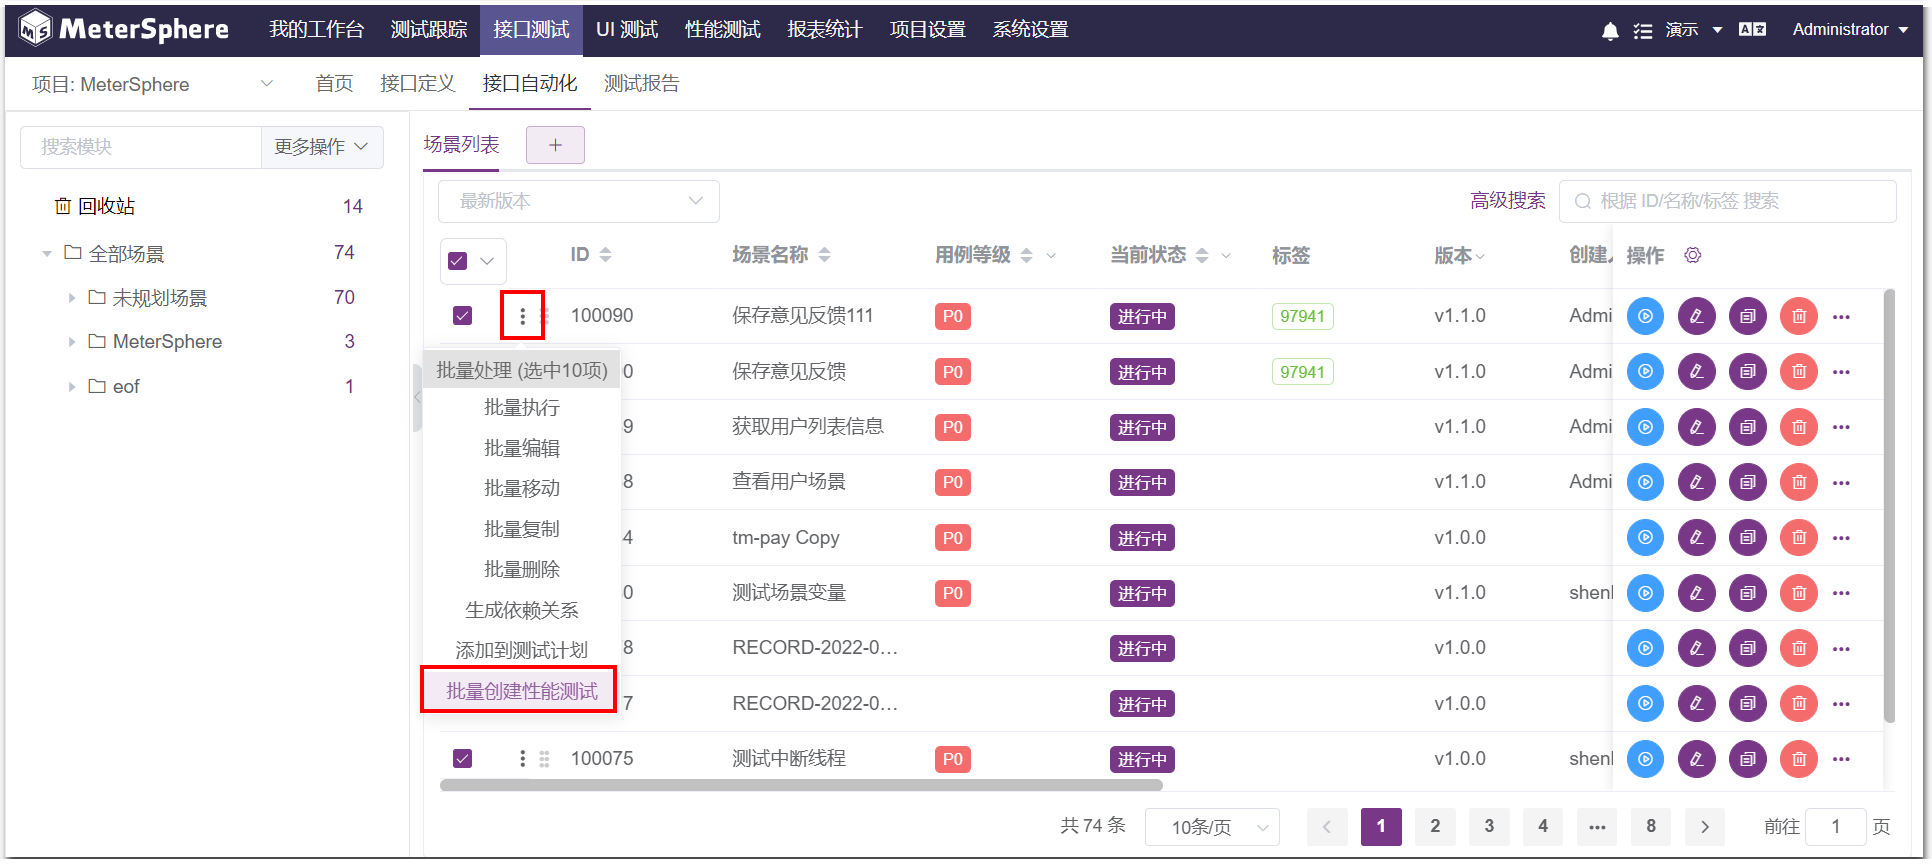 MeterSphere 我的工作台 测试跟踪 接口测试 UI 测试 性能测试 报表统计 项目设置 系统设置 演示 Administrator
项目: MeterSphere 首页 接口定义 接口自动化 测试报告
搜索模块 更多操作
回收站 14
全部场景 74
未规划场景 70
MeterSphere 3
eof 1
场景列表 +
最新版本 高级搜索 根据 ID/名称/标签 搜索
ID 场景名称 用例等级 当前状态 标签 版本 创建人 操作
100090 保存意见反馈111 P0 进行中 97941 v1.1.0 Admi
0 保存意见反馈 P0 进行中 97941 v1.1.0 Admi
9 获取用户列表信息 P0 进行中 v1.1.0 Admi
8 查看用户场景 P0 进行中 v1.1.0 Admi
4 tm-pay Copy P0 进行中 v1.0.0
0 测试场景变量 P0 进行中 v1.1.0 shenl
8 RECORD-2022-0... 进行中 v1.0.0
7 RECORD-2022-0... 进行中 v1.0.0
100075 测试中断线程 P0 进行中 v1.0.0 shenl
批量处理 (选中10项)
批量执行
批量编辑
批量移动
批量复制
批量删除
生成依赖关系
添加到测试计划
批量创建性能测试
共 74 条 10条/页 1 2 3 4 ... 8 前往 1 页